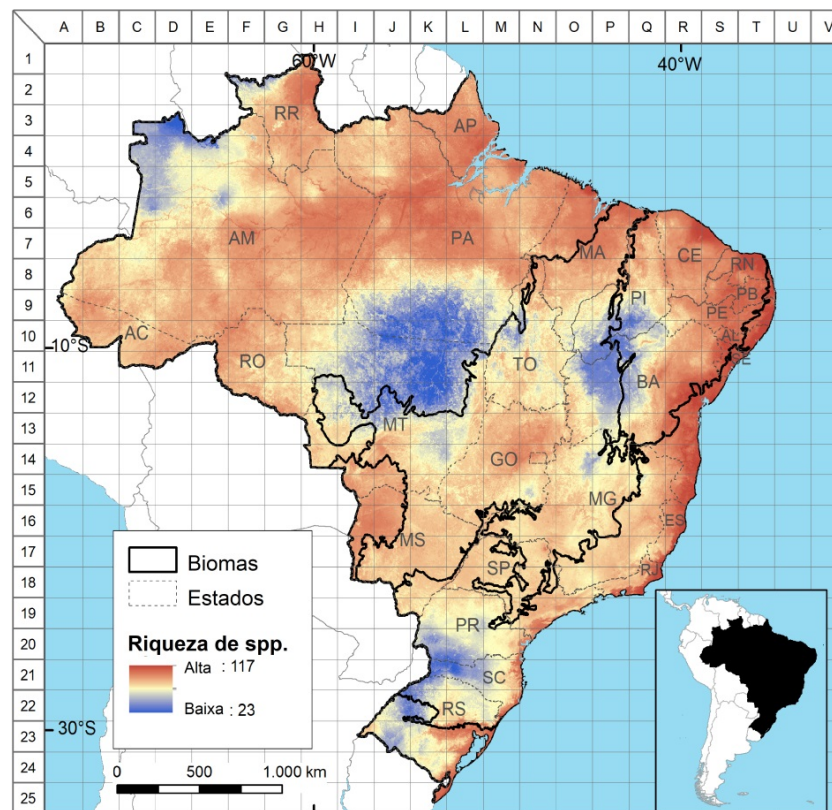 A B C D E F G H I J K L M N O P Q R S T U V
60°W 40°W
1
2
3
4
5
6
7
8
9
10
11
12
13
14
15
16
17
18
19
20
21
22
23
24
25
RR AP
AM PA MA CE
RN
PI PB
PE
AC AL
10°S SE
RO TO
BA
MT
GO
MG
ES
MS
SP RJ
PR
SC
RS
30°S
Biomas
Estados
Riqueza de spp.
Alta : 117
Baixa : 23
0 500 1.000 km